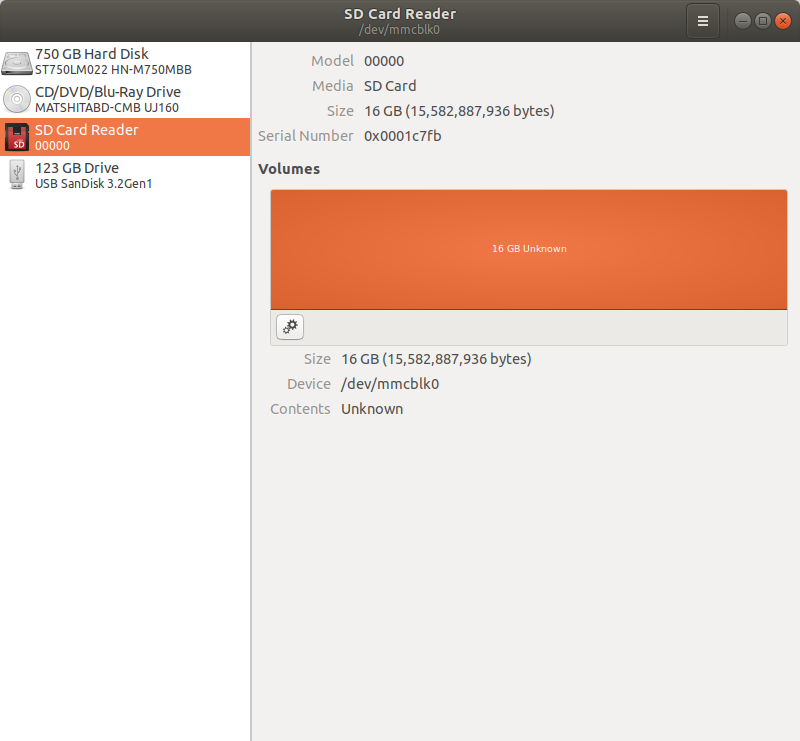 SD Card Reader
/dev/mmcblk0
750 GB Hard Disk
ST750LM022 HN-M750MBB
CD/DVD/Blu-Ray Drive
MATSHITABD-CMB UJ160
SD
SD Card Reader
00000
123 GB Drive
USB SanDisk 3.2Gen1
Model 00000
Media SD Card
Size 16 GB (15,582,887,936 bytes)
Serial Number 0x0001c7fb
Volumes
16 GB Unknown
Size 16 GB (15,582,887,936 bytes)
Device /dev/mmcblk0
Contents Unknown